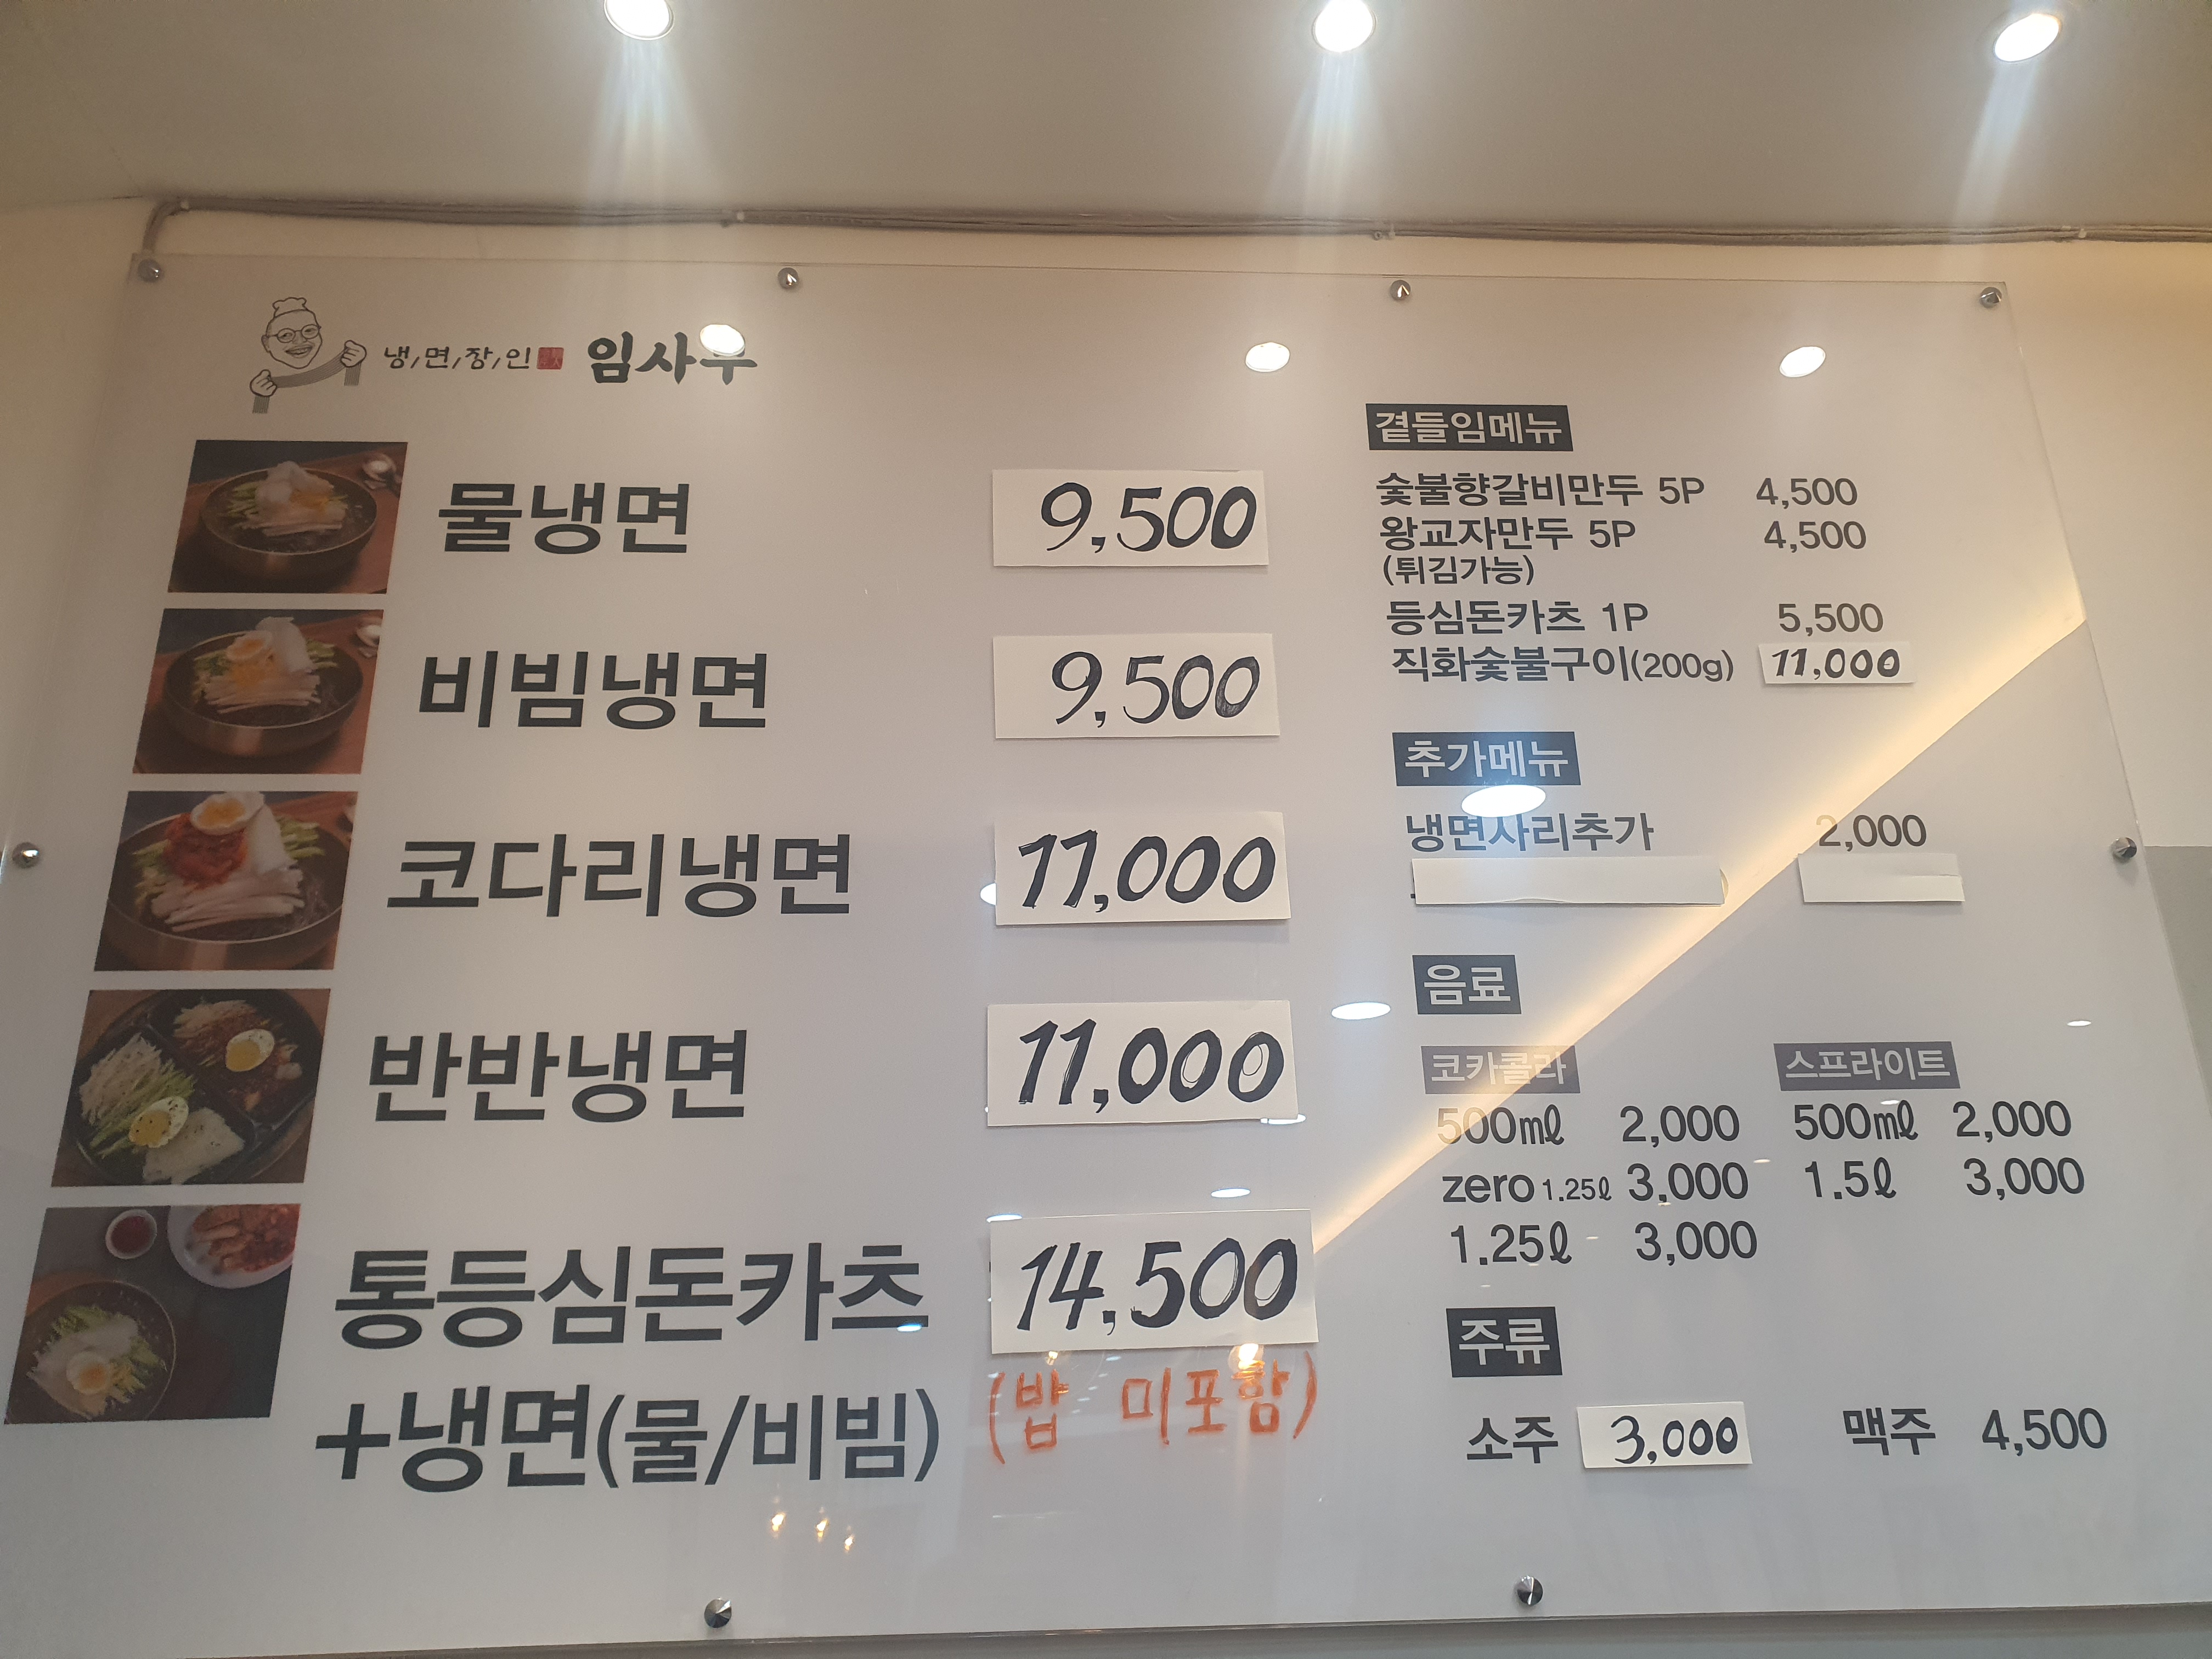 냉/면/장/인 임사부
물냉면 9,500
비빔냉면 9,500
코다리냉면 11,000
반반냉면 11,000
통등심돈카츠 14,500
+냉면(물/비빔) (밥 미포함)
곁들임메뉴
숯불향갈비만두 5P 4,500
왕교자만두 5P 4,500
(튀김가능)
등심돈카츠 1P 5,500
직화숯불구이(200g) 11,000
추가메뉴
냉면사리추가 2,000
음료
코카콜라 스프라이트
500㎖ 2,000 500㎖ 2,000
zero 1.25ℓ 3,000 1.5ℓ 3,000
1.25ℓ 3,000
주류
소주 3,000 맥주 4,500